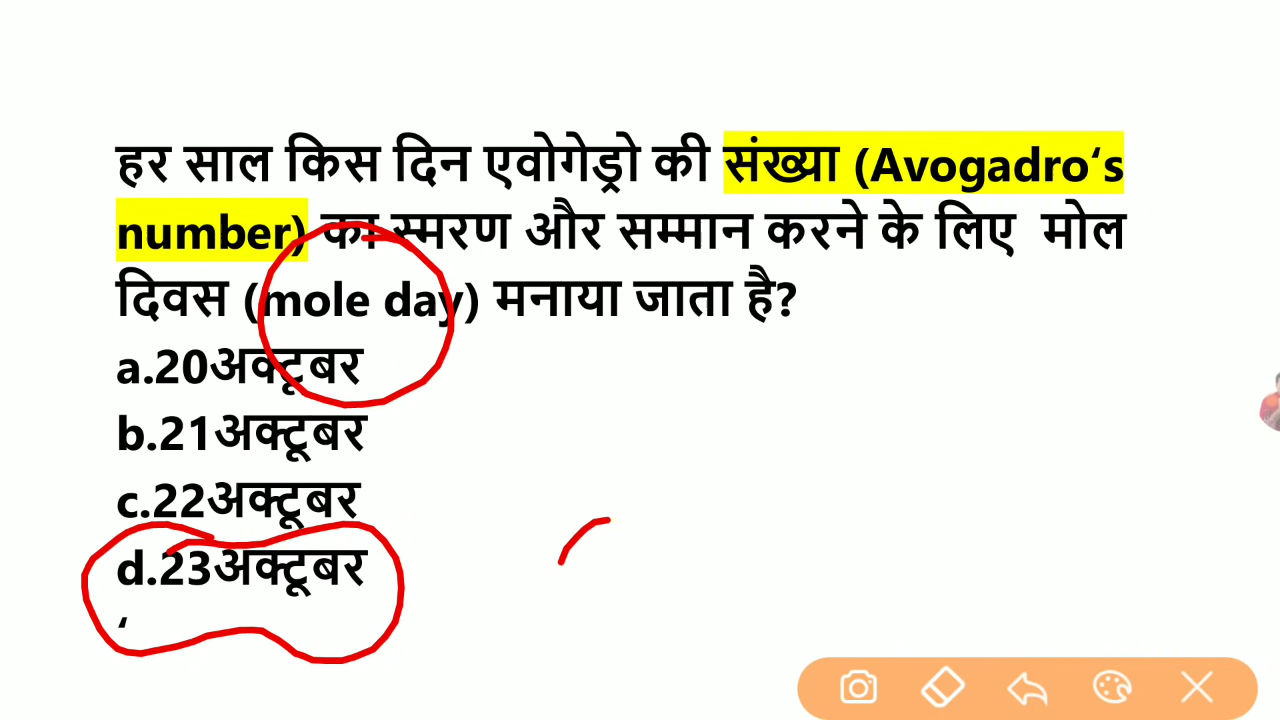 हर साल किस दिन एवोगेड्रो की संख्या (Avogadro‘s
number) का स्मरण और सम्मान करने के लिए मोल
दिवस (mole day) मनाया जाता है?
a.20अक्टूबर
b.21अक्टूबर
c.22अक्टूबर
d.23अक्टूबर
‘